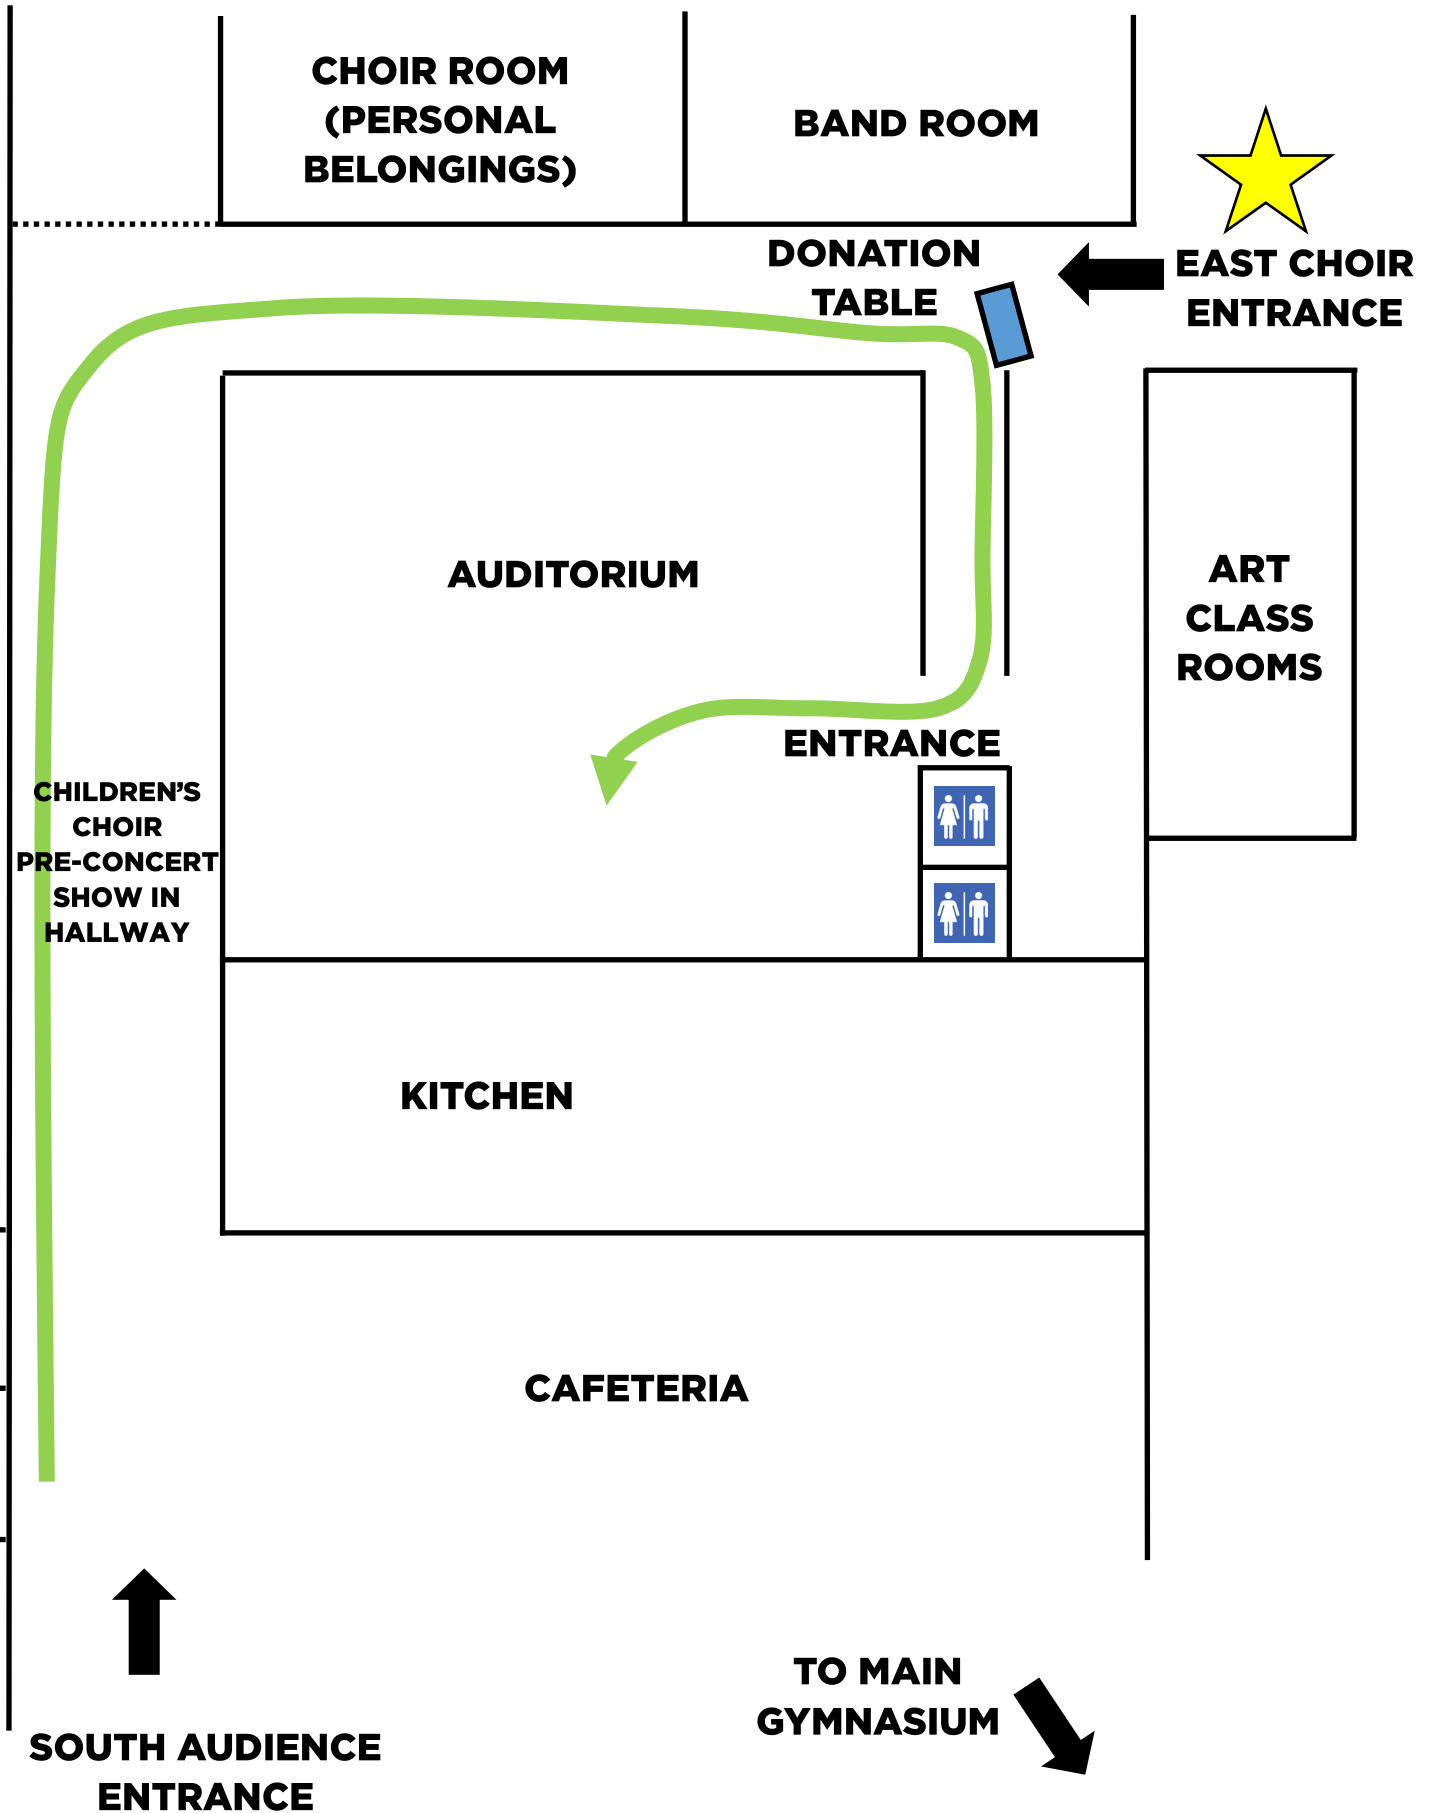 CHOIR ROOM
(PERSONAL
BELONGINGS)
BAND ROOM
DONATION
TABLE
EAST CHOIR
ENTRANCE
AUDITORIUM
ART
CLASS
ROOMS
ENTRANCE
CHILDREN'S
CHOIR
PRE-CONCERT
SHOW IN
HALLWAY
KITCHEN
CAFETERIA
TO MAIN
GYMNASIUM
SOUTH AUDIENCE
ENTRANCE